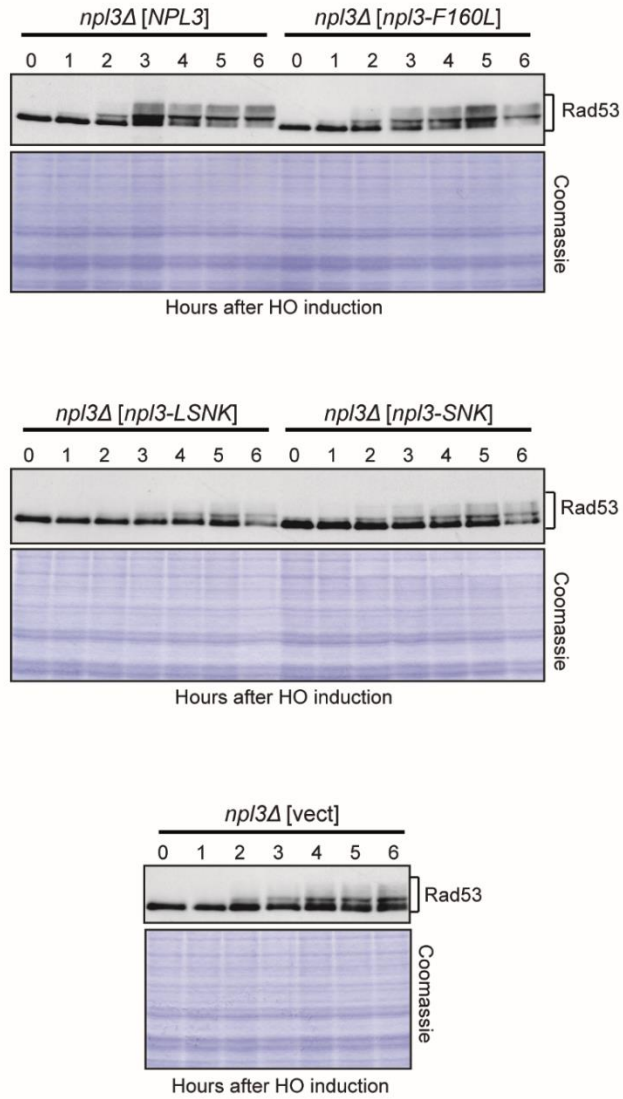 npl3Δ [NPL3] npl3Δ [npl3-F160L]
0 1 2 3 4 5 6 0 1 2 3 4 5 6
Rad53
Coomassie
Hours after HO induction
npl3Δ [npl3-LSNK] npl3Δ [npl3-SNK]
0 1 2 3 4 5 6 0 1 2 3 4 5 6
Rad53
Coomassie
Hours after HO induction
npl3Δ [vect]
0 1 2 3 4 5 6
Rad53
Coomassie
Hours after HO induction